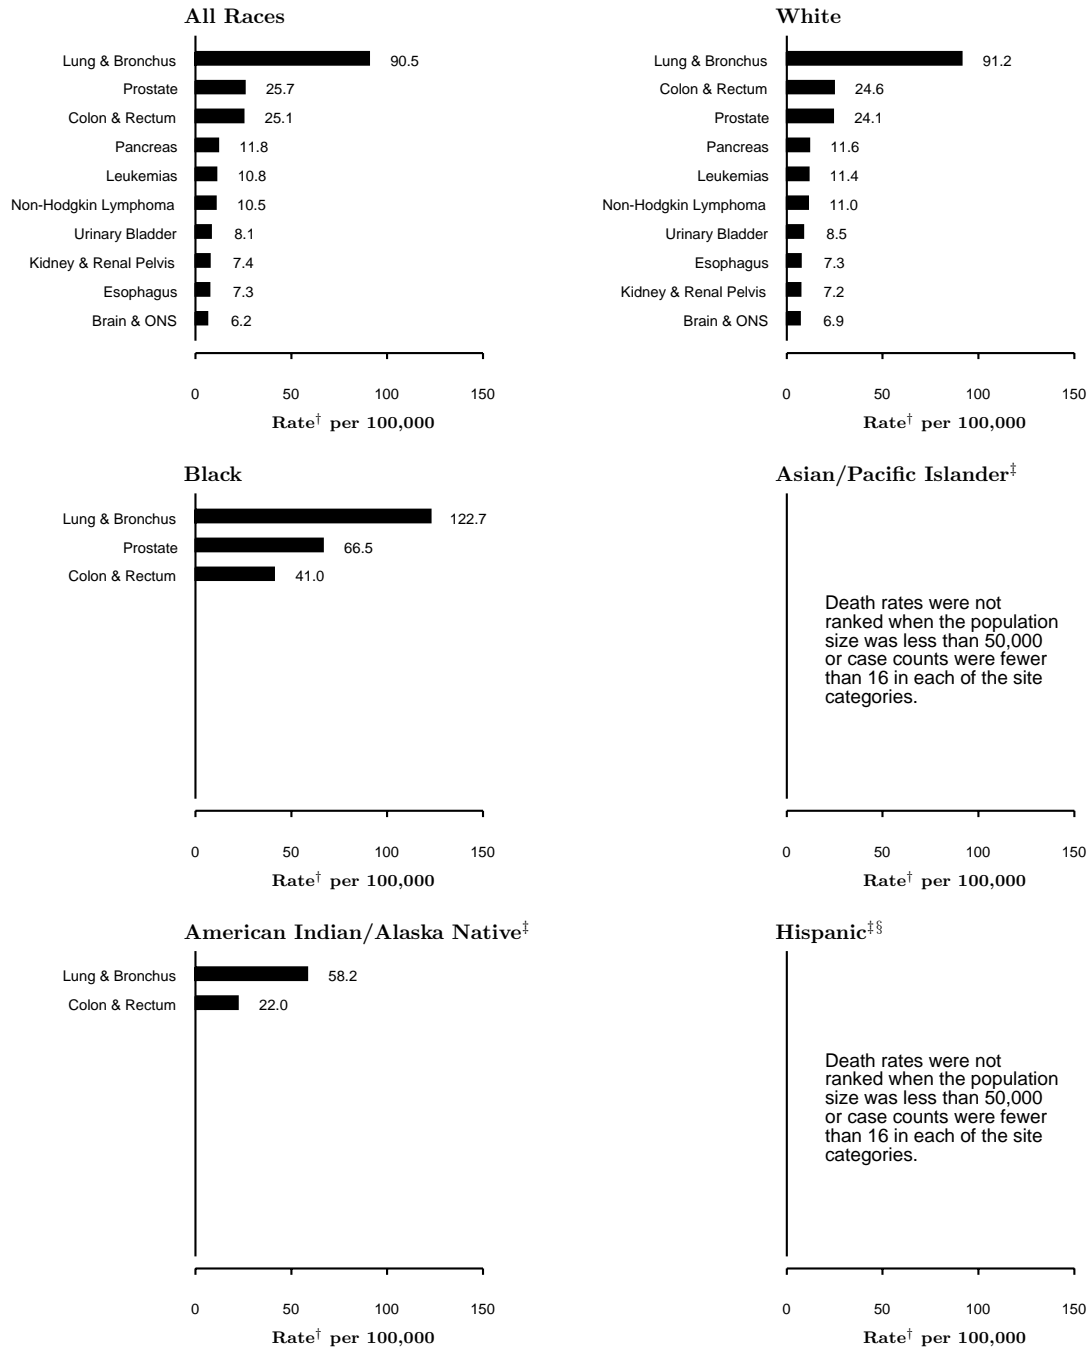 All Races
Lung & Bronchus 90.5
Prostate 25.7
Colon & Rectum 25.1
Pancreas 11.8
Leukemias 10.8
Non-Hodgkin Lymphoma 10.5
Urinary Bladder 8.1
Kidney & Renal Pelvis 7.4
Esophagus 7.3
Brain & ONS 6.2
0 50 100 150
Rate† per 100,000
White
Lung & Bronchus 91.2
Colon & Rectum 24.6
Prostate 24.1
Pancreas 11.6
Leukemias 11.4
Non-Hodgkin Lymphoma 11.0
Urinary Bladder 8.5
Esophagus 7.3
Kidney & Renal Pelvis 7.2
Brain & ONS 6.9
0 50 100 150
Rate† per 100,000
Black
Lung & Bronchus 122.7
Prostate 66.5
Colon & Rectum 41.0
0 50 100 150
Rate† per 100,000
Asian/Pacific Islander‡
Death rates were not
ranked when the population
size was less than 50,000
or case counts were fewer
than 16 in each of the site
categories.
0 50 100 150
Rate† per 100,000
American Indian/Alaska Native‡
Lung & Bronchus 58.2
Colon & Rectum 22.0
0 50 100 150
Rate† per 100,000
Hispanic‡§
Death rates were not
ranked when the population
size was less than 50,000
or case counts were fewer
than 16 in each of the site
categories.
0 50 100 150
Rate† per 100,000